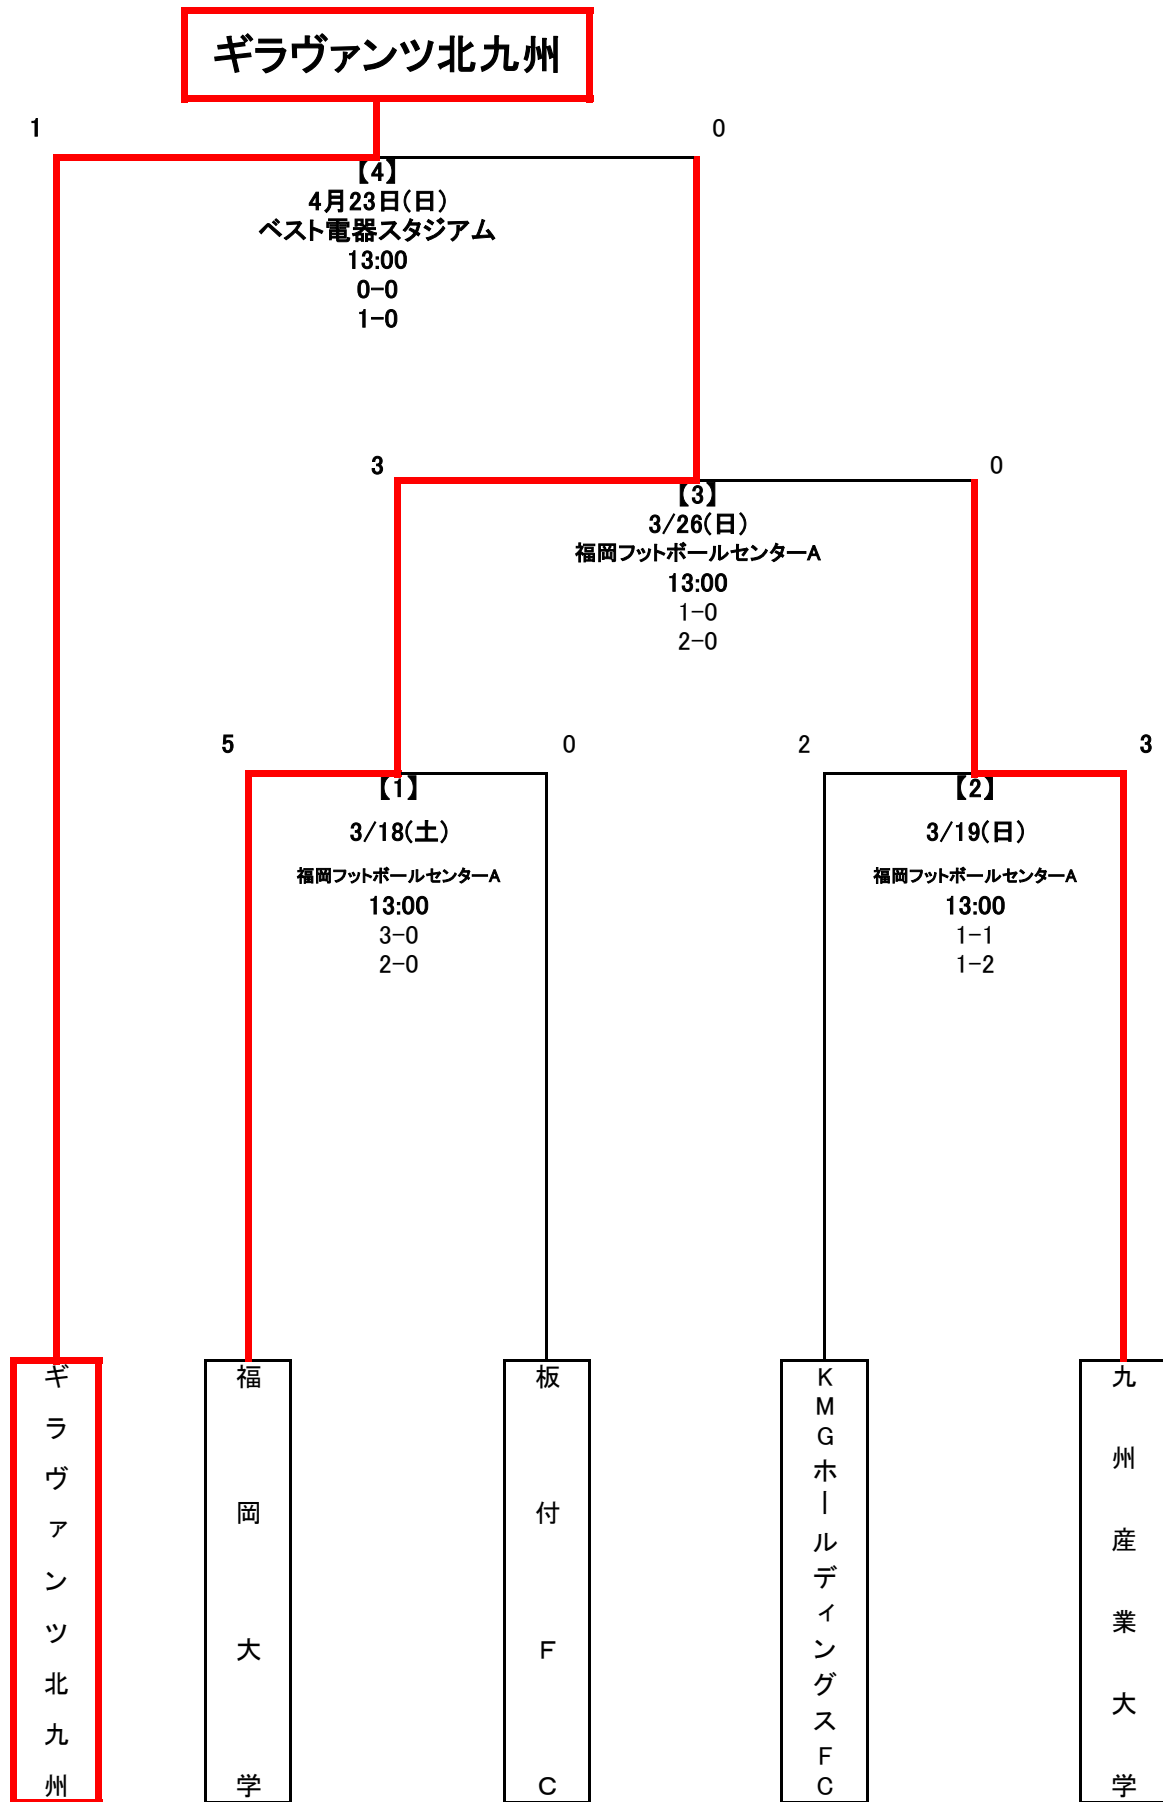 ギラヴァンツ北九州
1
0
【4】
4月23日(日)
ベスト電器スタジアム
13:00
0-0
1-0
3
0
【3】
3/26(日)
福岡フットボールセンターA
13:00
1-0
2-0
5
0
2
3
【1】
3/18(土)
福岡フットボールセンターA
13:00
3-0
2-0
【2】
3/19(日)
福岡フットボールセンターA
13:00
1-1
1-2
ギラヴァンツ北九州
福岡大学
板付FC
KMGホールディングスFC
九州産業大学